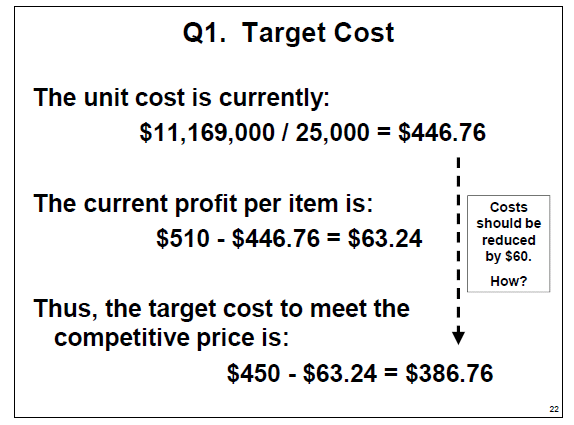 Q1.  Target Cost
The unit cost is currently:
$11,169,000 / 25,000 = $446.76
The current profit per item is:
$510 - $446.76 = $63.24
Costs
should be
reduced
by $60.
How?
Thus, the target cost to meet the
competitive price is:
$450 - $63.24 = $386.76
22